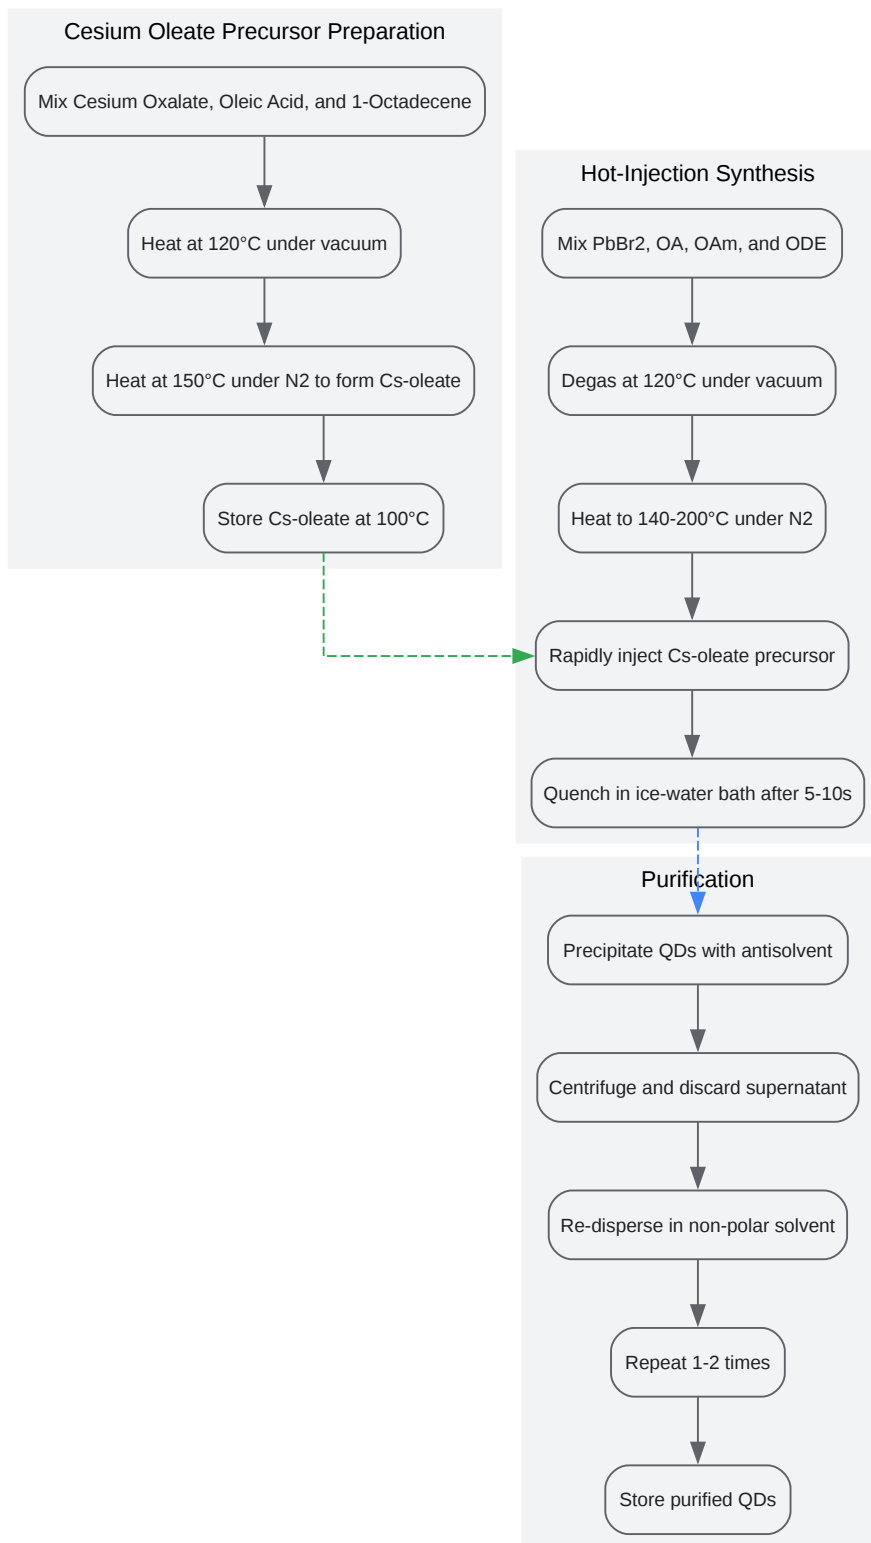 Cesium Oleate Precursor Preparation
Mix Cesium Oxalate, Oleic Acid, and 1-Octadecene
Heat at 120°C under vacuum
Heat at 150°C under N2 to form Cs-oleate
Store Cs-oleate at 100°C
Hot-Injection Synthesis
Mix PbBr2, OA, OAm, and ODE
Degas at 120°C under vacuum
Heat to 140-200°C under N2
Rapidly inject Cs-oleate precursor
Quench in ice-water bath after 5-10s
Purification
Precipitate QDs with antisolvent
Centrifuge and discard supernatant
Re-disperse in non-polar solvent
Repeat 1-2 times
Store purified QDs